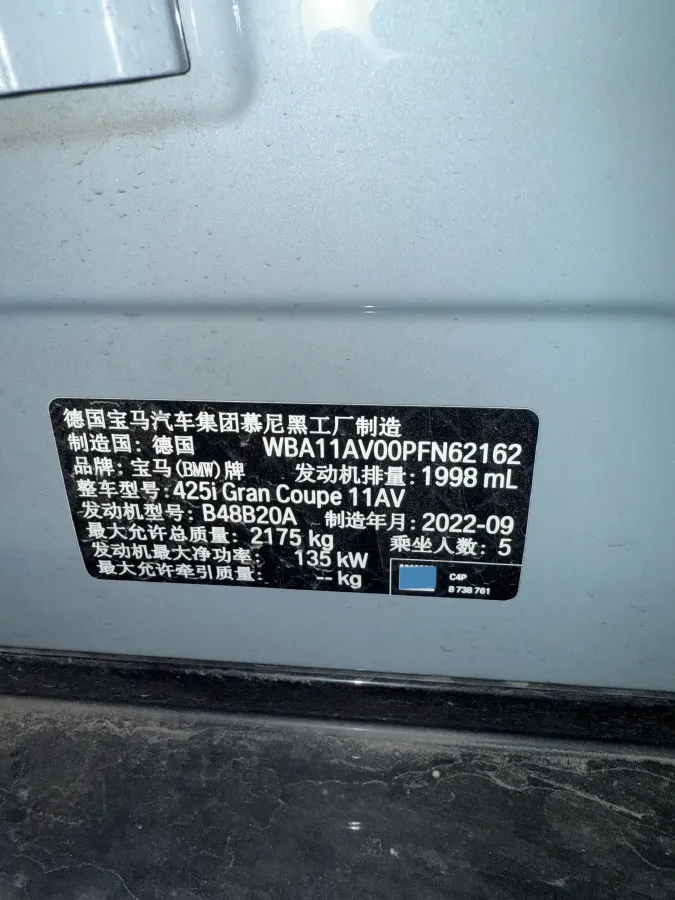 德国宝马汽车集团慕尼黑工厂制造
制造国: 德国 WBA11AV00PFN62162
品牌: 宝马(BMW)牌 发动机排量: 1998 mL
整车型号: 425i Gran Coupe 11AV
发动机型号: B48B20A 制造年月: 2022-09
最大允许总质量: 2175 kg 乘坐人数: 5
发动机最大净功率: 135 kW
最大允许牵引质量: -- kg
C4P
8 738 761